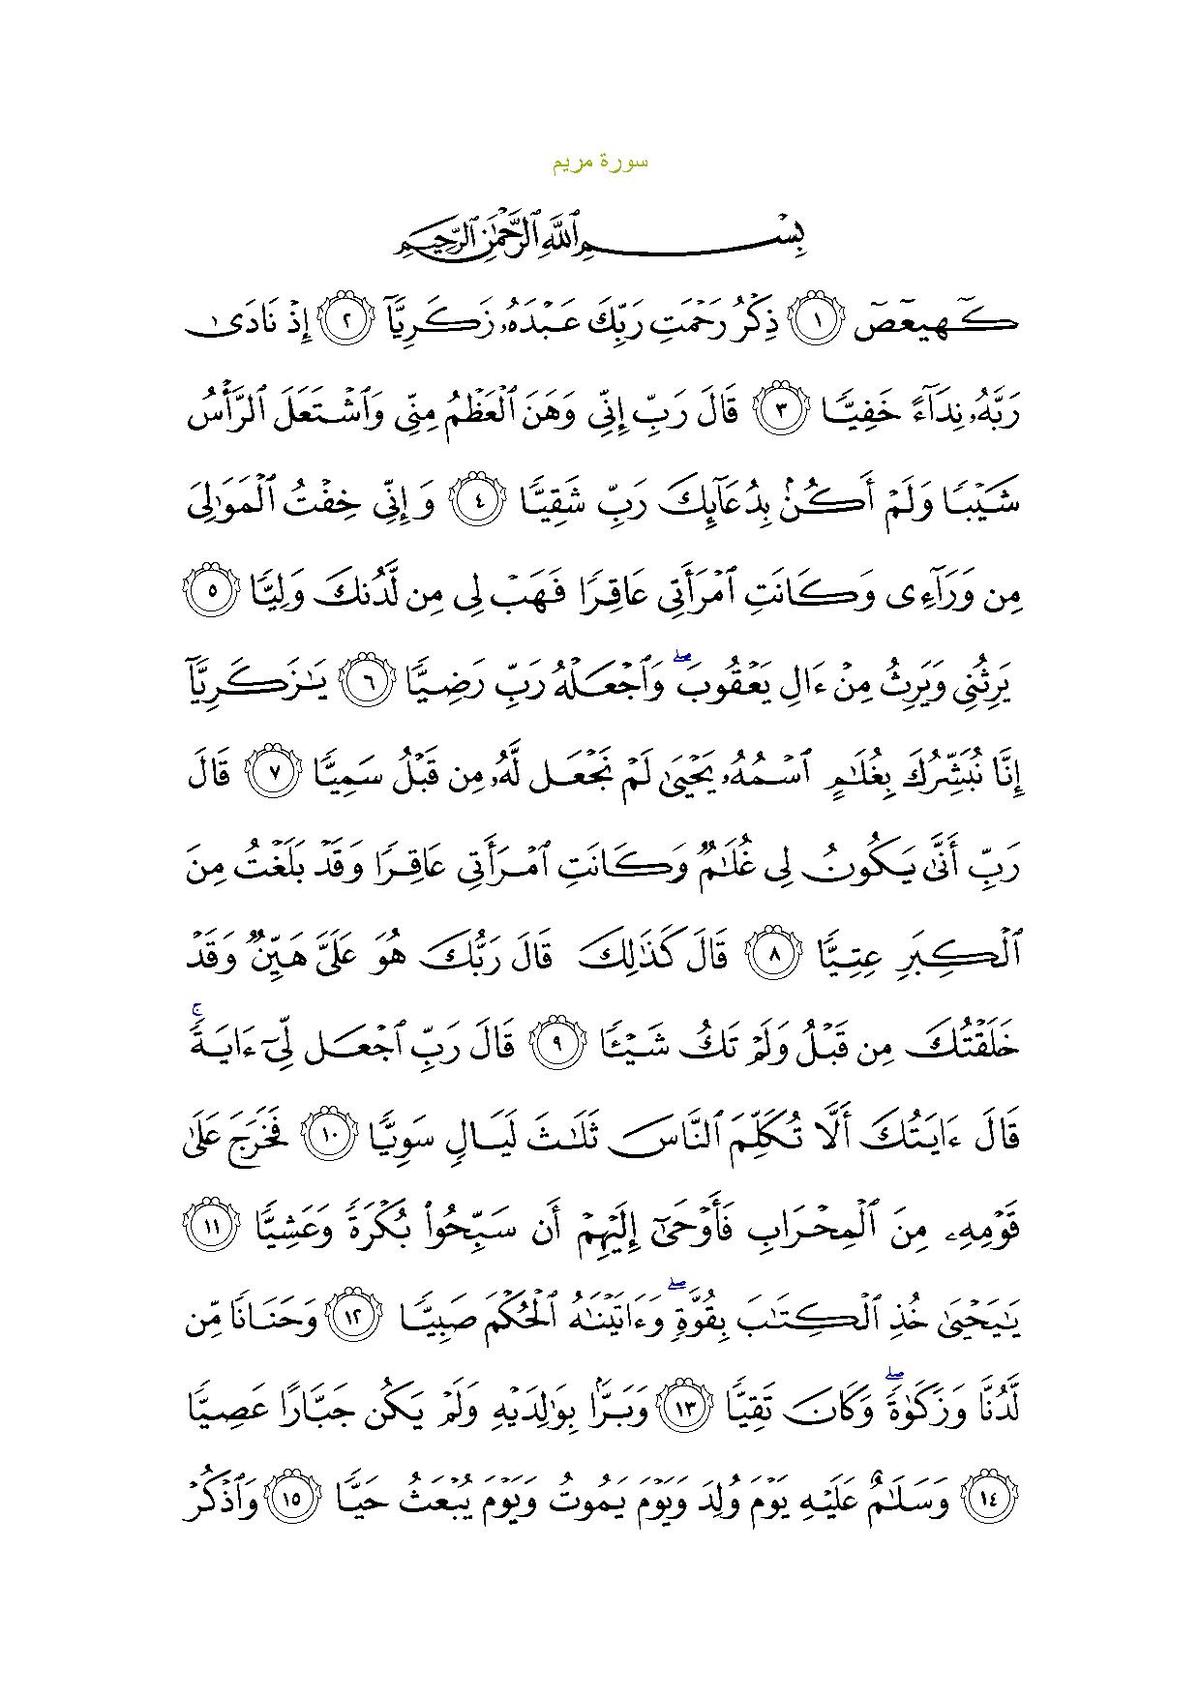 سورة مريم
بِسْمِ ٱللَّهِ ٱلرَّحْمَٰنِ ٱلرَّحِيمِ
كٓهيعٓصٓ ١ ذِكْرُ رَحْمَتِ رَبِّكَ عَبْدَهُۥ زَكَرِيَّآ ٢ إِذْ نَادَىٰ
رَبَّهُۥ نِدَآءً خَفِيًّا ٣ قَالَ رَبِّ إِنِّى وَهَنَ ٱلْعَظْمُ مِنِّى وَٱشْتَعَلَ ٱلرَّأْسُ
شَيْبًا وَلَمْ أَكُنۢ بِدُعَآئِكَ رَبِّ شَقِيًّا ٤ وَإِنِّى خِفْتُ ٱلْمَوَٰلِىَ
مِن وَرَآءِى وَكَانَتِ ٱمْرَأَتِى عَاقِرًا فَهَبْ لِى مِن لَّدُنكَ وَلِيًّا ٥
يَرِثُنِى وَيَرِثُ مِنْ ءَالِ يَعْقُوبَ ۖ وَٱجْعَلْهُ رَبِّ رَضِيًّا ٦ يَٰزَكَرِيَّآ
إِنَّا نُبَشِّرُكَ بِغُلَٰمٍ ٱسْمُهُۥ يَحْيَىٰ لَمْ نَجْعَل لَّهُۥ مِن قَبْلُ سَمِيًّا ٧ قَالَ
رَبِّ أَنَّىٰ يَكُونُ لِى غُلَٰمٌ وَكَانَتِ ٱمْرَأَتِى عَاقِرًا وَقَدْ بَلَغْتُ مِنَ
ٱلْكِبَرِ عِتِيًّا ٨ قَالَ كَذَٰلِكَ قَالَ رَبُّكَ هُوَ عَلَىَّ هَيِّنٌ وَقَدْ
خَلَقْتُكَ مِن قَبْلُ وَلَمْ تَكُ شَيْـًٔا ٩ قَالَ رَبِّ ٱجْعَل لِّىٓ ءَايَةً ۚ
قَالَ ءَايَتُكَ أَلَّا تُكَلِّمَ ٱلنَّاسَ ثَلَٰثَ لَيَالٍ سَوِيًّا ١٠ فَخَرَجَ عَلَىٰ
قَوْمِهِۦ مِنَ ٱلْمِحْرَابِ فَأَوْحَىٰٓ إِلَيْهِمْ أَن سَبِّحُوا۟ بُكْرَةً وَعَشِيًّا ١١
يَٰيَحْيَىٰ خُذِ ٱلْكِتَٰبَ بِقُوَّةٍ ۖ وَءَاتَيْنَٰهُ ٱلْحُكْمَ صَبِيًّا ١٢ وَحَنَانًا مِّن
لَّدُنَّا وَزَكَوٰةً ۖ وَكَانَ تَقِيًّا ١٣ وَبَرًّۢا بِوَٰلِدَيْهِ وَلَمْ يَكُن جَبَّارًا عَصِيًّا
١٤ وَسَلَٰمٌ عَلَيْهِ يَوْمَ وُلِدَ وَيَوْمَ يَمُوتُ وَيَوْمَ يُبْعَثُ حَيًّا ١٥ وَٱذْكُرْ